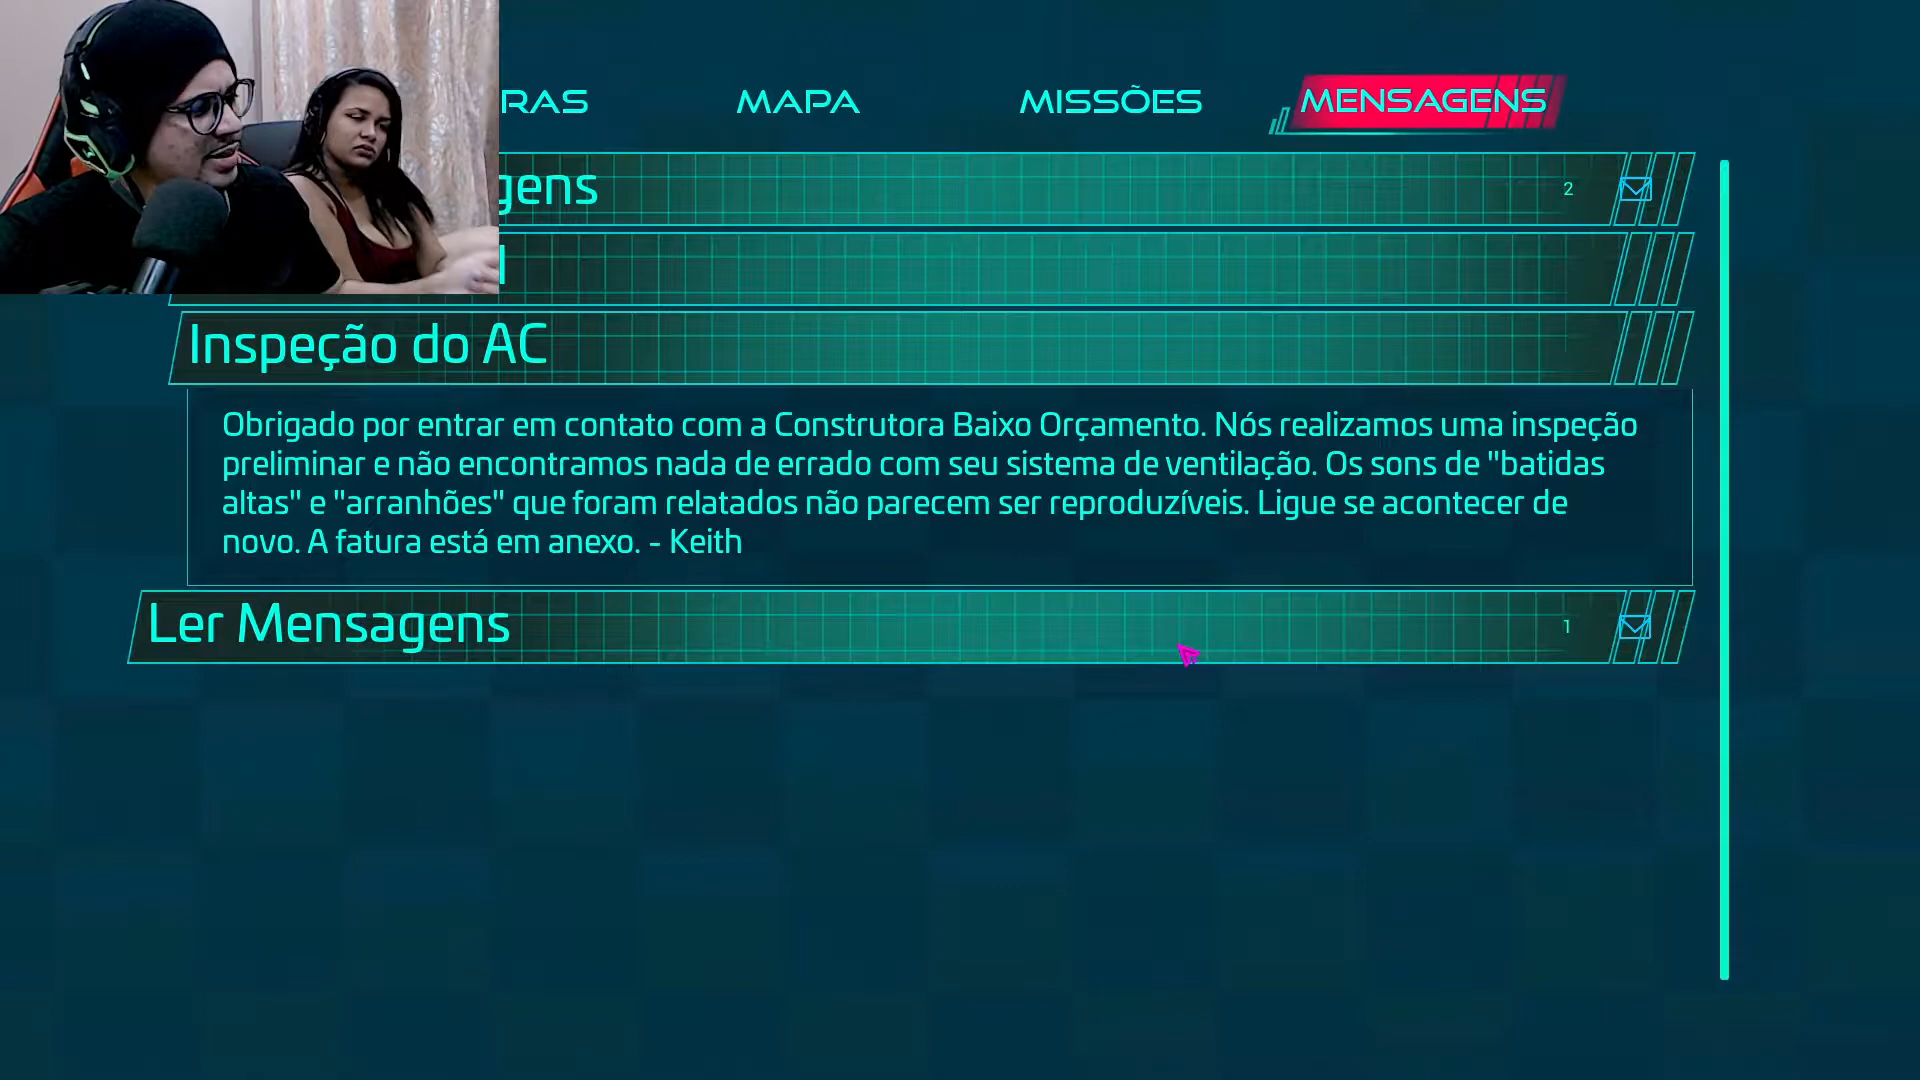 MAPA
MISSÕES
MENSAGENS
2
Inspeção do AC
Obrigado por entrar em contato com a Construtora Baixo Orçamento. Nós realizamos uma inspeção
preliminar e não encontramos nada de errado com seu sistema de ventilação. Os sons de "batidas
altas" e "arranhões" que foram relatados não parecem ser reproduzíveis. Ligue se acontecer de
novo. A fatura está em anexo. - Keith
Ler Mensagens
1